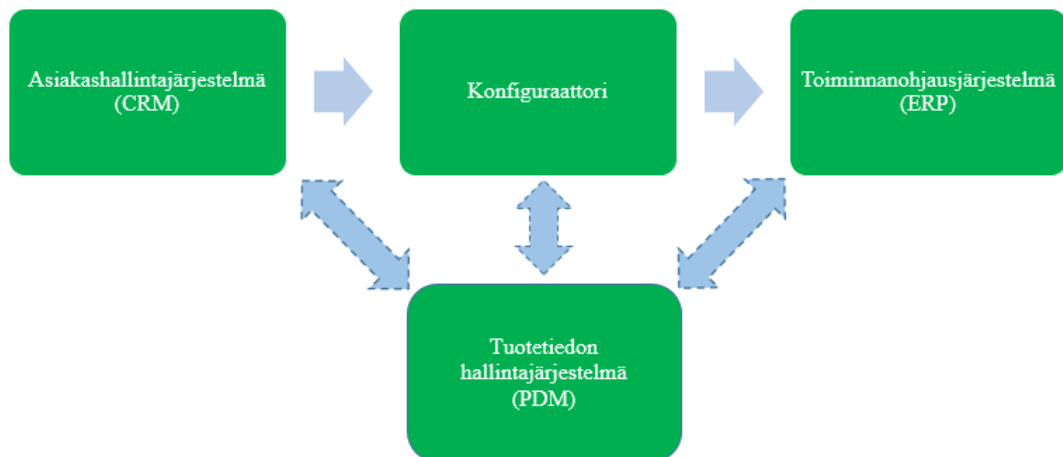 Asiakashallintajärjestelmä
(CRM)
Konfiguraattori
Toiminnanohjausjärjestelmä
(ERP)
Tuotetiedon
hallintajärjestelmä
(PDM)